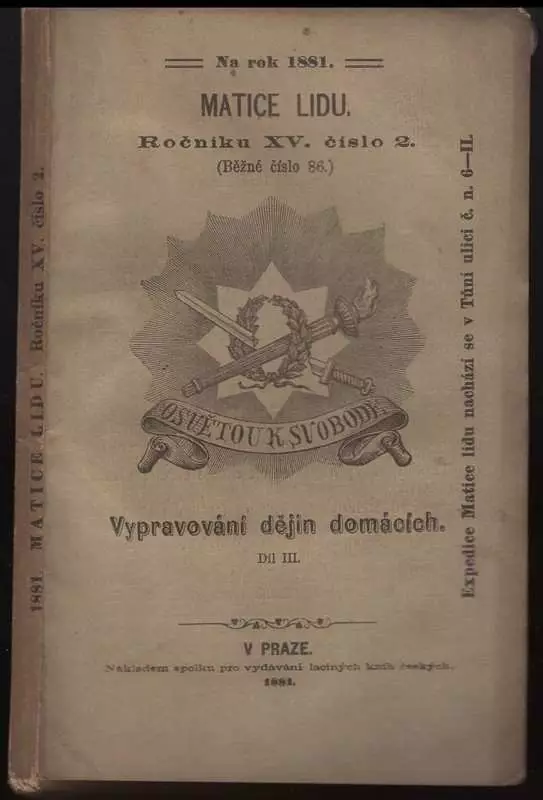 Na rok 1881.
MATICE LIDU.
Ročníku XV. číslo 2.
(Běžné číslo 86.)
OSVĚTOU K SVOBODĚ.
Vypravování dějin domácích.
Díl III.
V PRAZE.
Nákladem spolku pro vydávání laciných knih českých.
1881.
Expedice Matice lidu nachází se v Tůní ulici č. n. 6—II.
1881. MATICE LIDU. Ročníku XV. číslo 2.